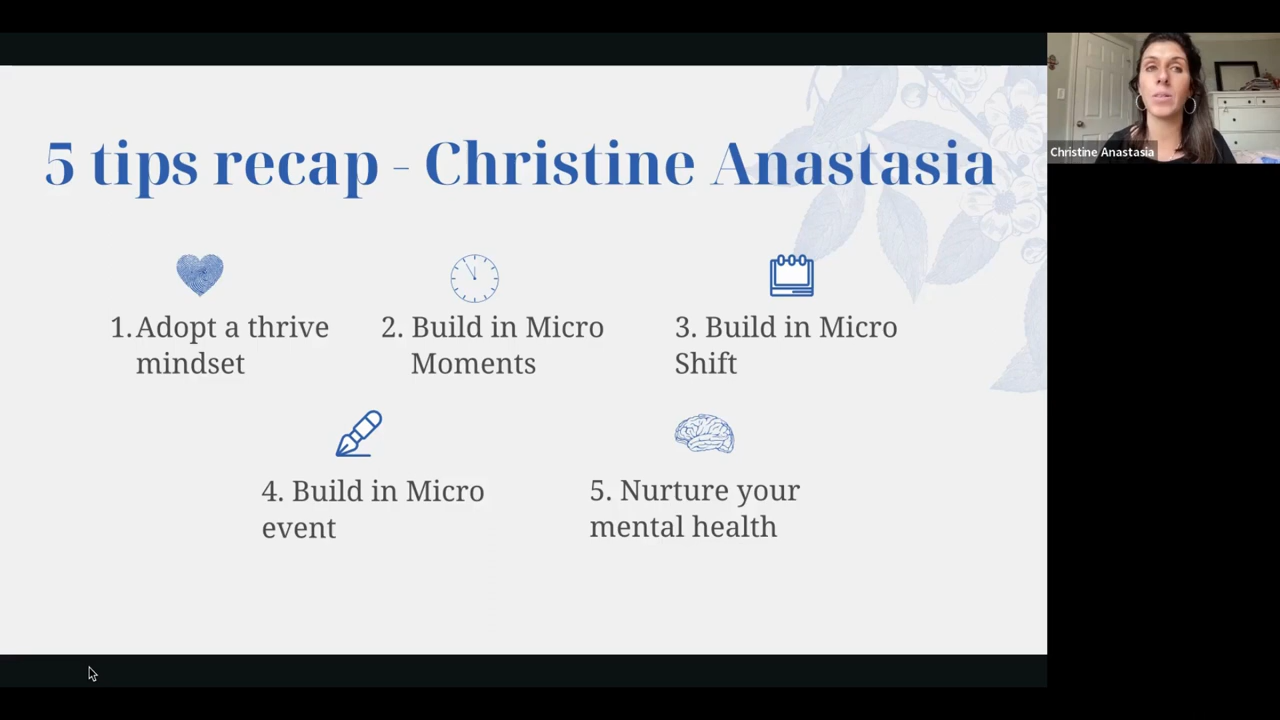 5 tips recap - Christine Anastasia
1. Adopt a thrive
mindset
2. Build in Micro
Moments
3. Build in Micro
Shift
4. Build in Micro
event
5. Nurture your
mental health
Christine Anastasia